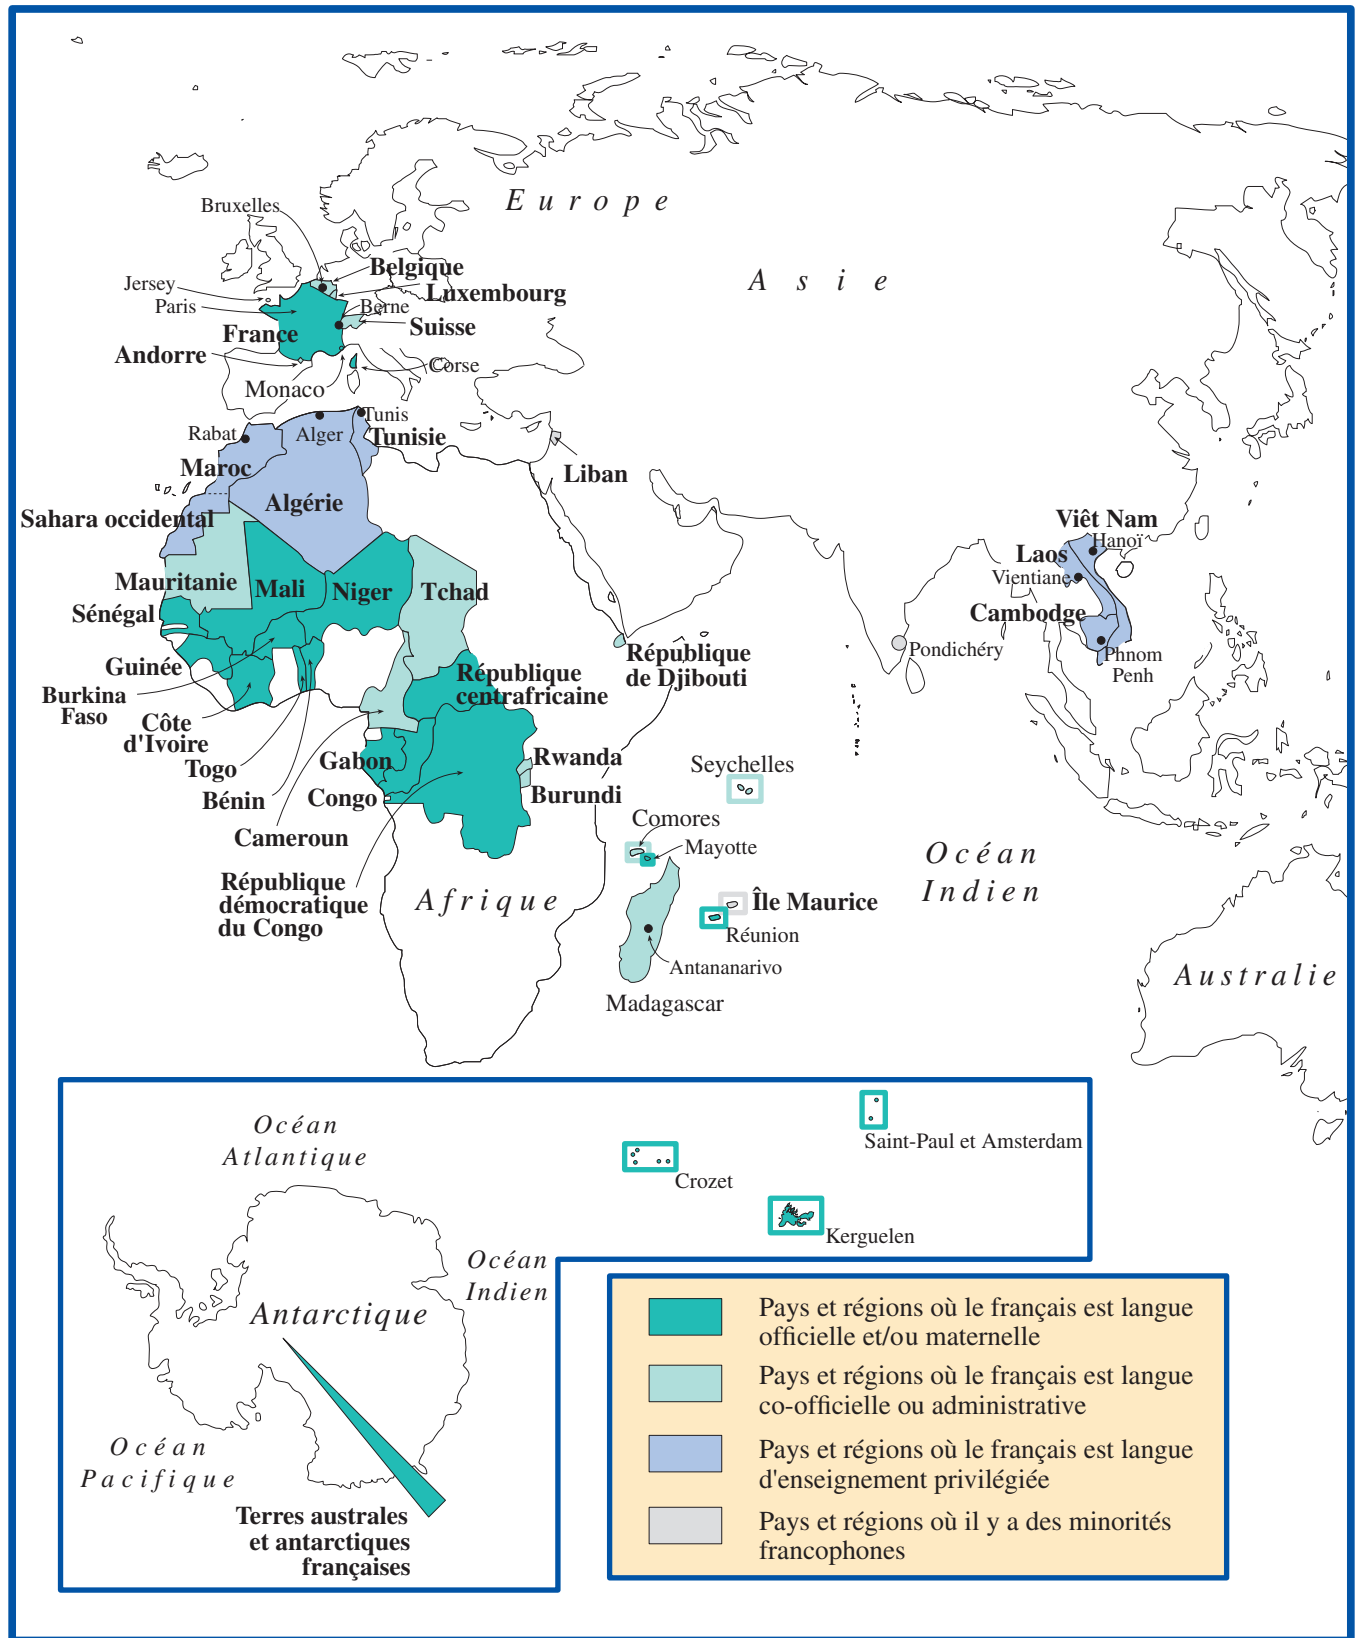 Europe
Asie
Bruxelles
Belgique
Jersey
Luxembourg
Paris
Berne
France
Suisse
Andorre
Corse
Monaco
Tunis
Rabat
Alger
Tunisie
Maroc
Liban
Algérie
Sahara occidental
Viêt Nam
Hanoï
Laos
Vientiane
Mauritanie
Mali
Niger
Tchad
Sénégal
Cambodge
République
de Djibouti
Pondichéry
Phnom
Penh
Guinée
République
centrafricaine
Burkina
Faso
Côte
d'Ivoire
Togo
Gabon
Rwanda
Seychelles
Bénin
Congo
Burundi
Comores
Cameroun
Mayotte
Océan
Indien
République
démocratique
du Congo
Afrique
Île Maurice
Réunion
Antananarivo
Australie
Madagascar
Océan
Atlantique
Saint-Paul et Amsterdam
Crozet
Kerguelen
Océan
Indien
Antarctique
Océan
Pacifique
Terres australes
et antarctiques
françaises
Pays et régions où le français est langue
officielle et/ou maternelle
Pays et régions où le français est langue
co-officielle ou administrative
Pays et régions où le français est langue
d'enseignement privilégiée
Pays et régions où il y a des minorités
francophones